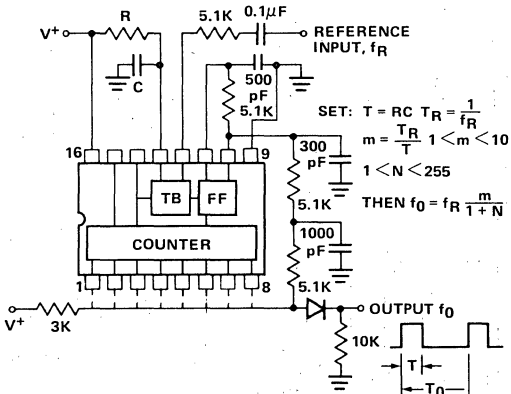 R
5.1K
0.1μF
V+
REFERENCE
INPUT, fR
C
500
pF
5.1K
SET: T = RC TR = 1/fR
m = TR/T 1 < m < 10
1 < N < 255
THEN f0 = fR m/1 + N
16
9
300
pF
TB
FF
5.1K
COUNTER
1000
pF
1
8
5.1K
V+
3K
OUTPUT f0
10K
T
T0